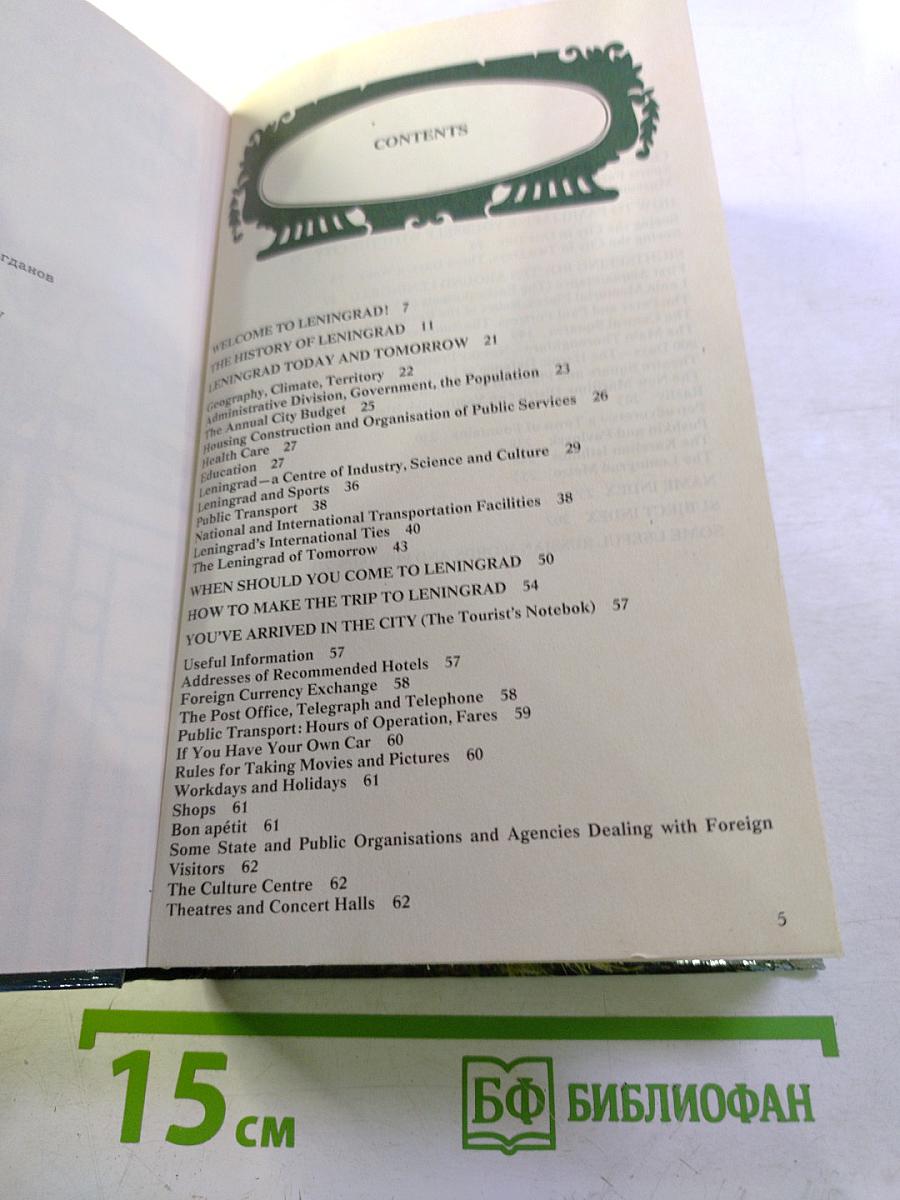 гданов
CONTENTS
WELCOME TO LENINGRAD! 7
THE HISTORY OF LENINGRAD 11
LENINGRAD TODAY AND TOMORROW 21
Geography, Climate, Territory 22
Administrative Division, Government, the Population 23
The Annual City Budget 25
Housing Construction and Organisation of Public Services 26
Health Care 27
Education 27
Leningrad—a Centre of Industry, Science and Culture 29
Leningrad and Sports 36
Public Transport 38
National and International Transportation Facilities 38
Leningrad's International Ties 40
The Leningrad of Tomorrow 43
WHEN SHOULD YOU COME TO LENINGRAD 50
HOW TO MAKE THE TRIP TO LENINGRAD 54
YOU'VE ARRIVED IN THE CITY (The Tourist's Notebok) 57
Useful Information 57
Addresses of Recommended Hotels 57
Foreign Currency Exchange 58
The Post Office, Telegraph and Telephone 58
Public Transport: Hours of Operation, Fares 59
If You Have Your Own Car 60
Rules for Taking Movies and Pictures 60
Workdays and Holidays 61
Shops 61
Bon apétit 61
Some State and Public Organisations and Agencies Dealing with Foreign
Visitors 62
The Culture Centre 62
Theatres and Concert Halls 62
5
15 см
БФ БИБЛИОФАН